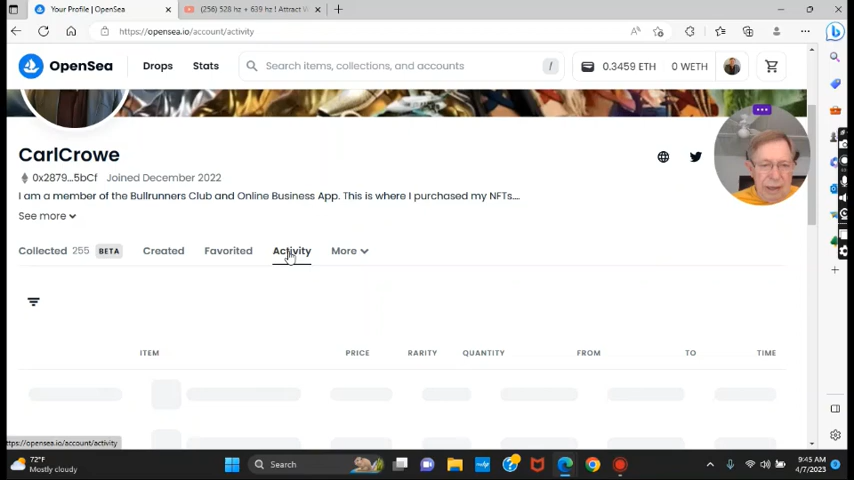 Your Profile | OpenSea
(256) 528 hz + 639 hz ! Attract
https://opensea.io/account/activity
OpenSea
Drops
Stats
Search items, collections, and accounts
/
0.3459 ETH
0 WETH
CarlCrowe
0x2879...5bCf Joined December 2022
I am a member of the Bullrunners Club and Online Business App. This is where I purchased my NFTs....
See more
Collected 255 BETA
Created
Favorited
Activity
More
ITEM
PRICE
RARITY
QUANTITY
FROM
TO
TIME
https://opensea.io/account/activity
72°F
Mostly cloudy
Search
9:45 AM
4/7/2023